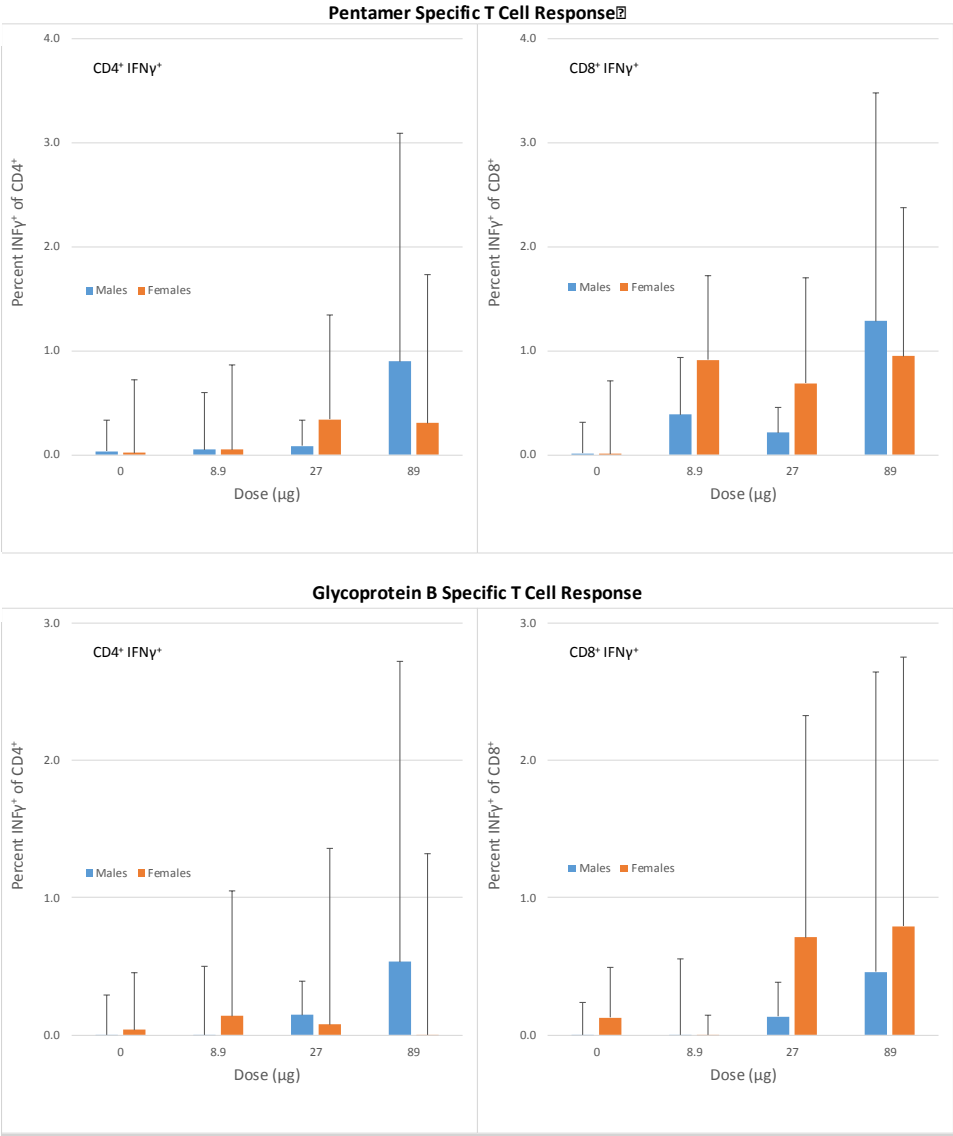 Pentamer Specific T Cell Response⍰
4.0
3.0
2.0
1.0
0.0
CD4⁺ IFNγ⁺
Percent INFγ⁺ of CD4⁺
Males Females
0 8.9 27 89
Dose (μg)
4.0
3.0
2.0
1.0
0.0
CD8⁺ IFNγ⁺
Percent INFγ⁺ of CD8⁺
Males Females
0 8.9 27 89
Dose (μg)
Glycoprotein B Specific T Cell Response
3.0
2.0
1.0
0.0
CD4⁺ IFNγ⁺
Percent INFγ⁺ of CD4⁺
Males Females
0 8.9 27 89
Dose (μg)
3.0
2.0
1.0
0.0
CD8⁺ IFNγ⁺
Percent INFγ⁺ of CD8⁺
Males Females
0 8.9 27 89
Dose (μg)